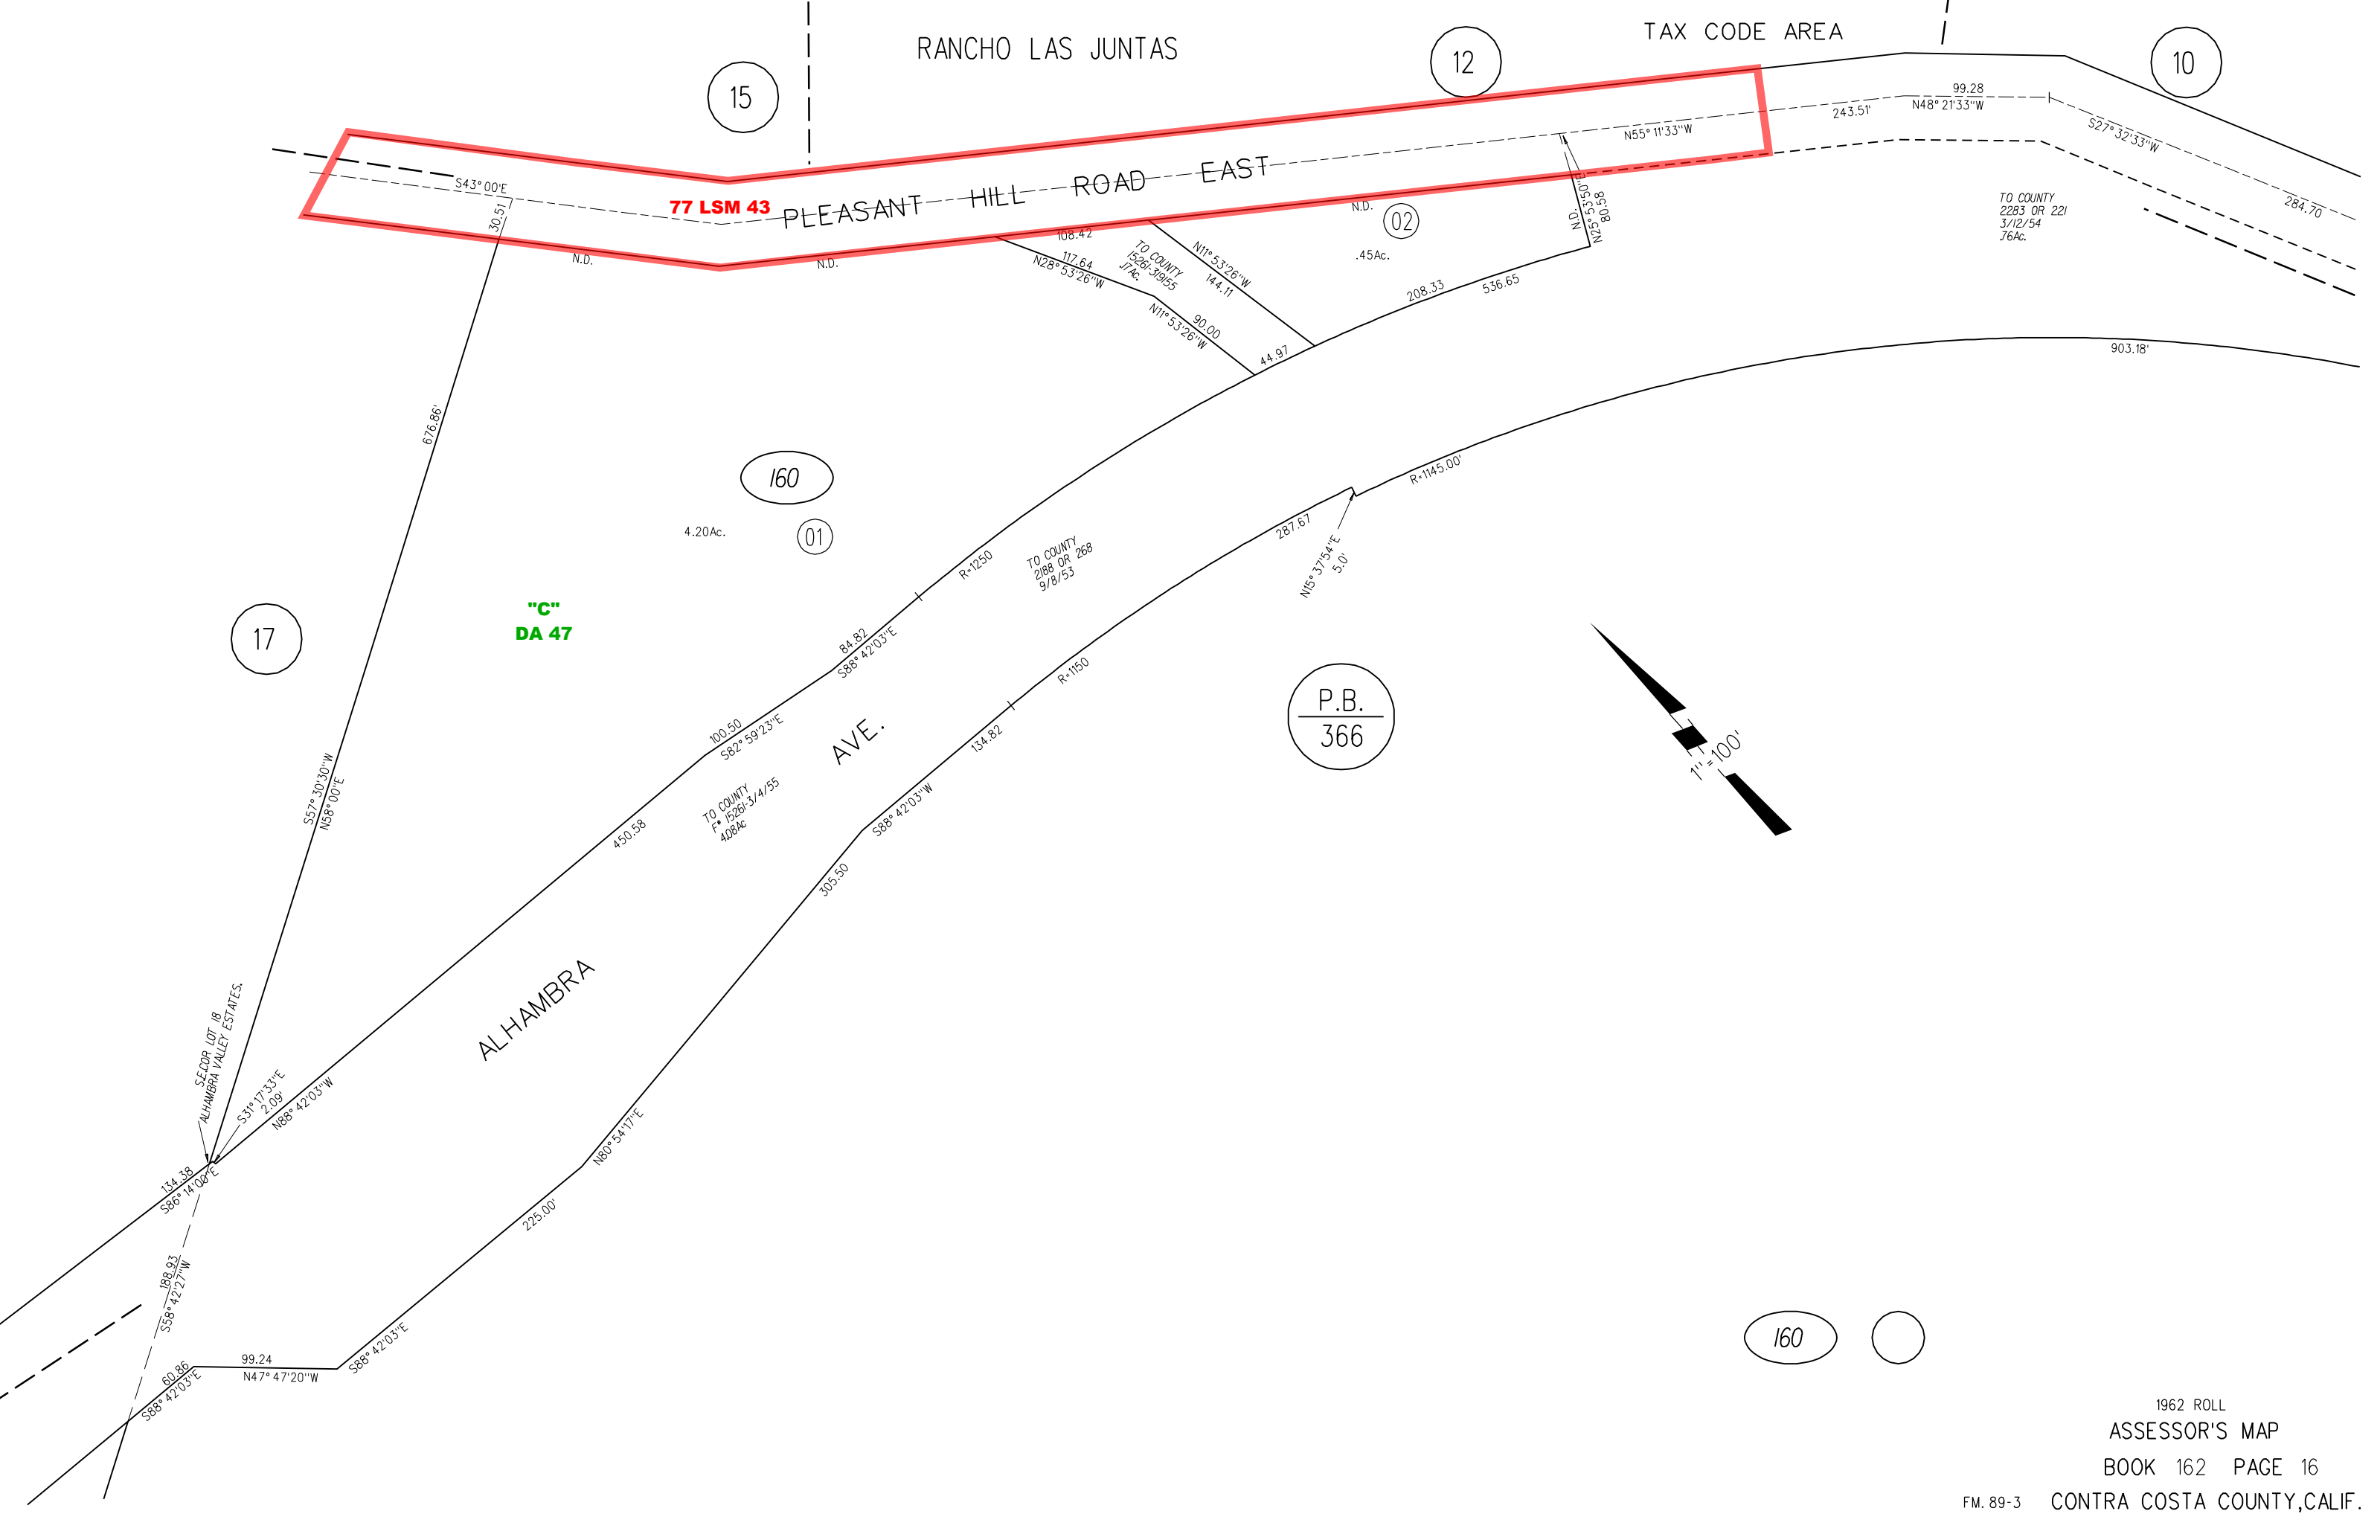 RANCHO LAS JUNTAS
TAX CODE AREA
15
12
10
S43°00'E
30.51
77 LSM 43
PLEASANT HILL ROAD EAST
N55°11'33"W
243.51'
99.28
N48°21'33"W
S27°32'33"W
284.70
TO COUNTY
2283 OR 221
3/12/54
.76Ac.
N.D.
N.D.
108.42
N.D.
02
.45Ac.
N.D.
N25°53'50"E
80.58
117.64
N28°53'26"W
TO COUNTY
15261-3/9/55
.17Ac.
N11°53'26"W
144.11
90.00
N11°53'26"W
44.97
208.33
536.65
903.18'
676.86'
160
4.20Ac.
01
"C"
DA 47
17
R=1250
TO COUNTY
2188 OR 268
9/8/53
R=1145.00'
287.67
N15°37'54"E
5.0'
84.82
S88°42'03"E
R=1150
100.50
S82°59'23"E
AVE.
134.82
P.B.
366
1"=100'
S57°30'30"W
N58°00'E
TO COUNTY
F# 15261-3/4/55
4.08Ac
450.58
S88°42'03"W
305.50
ALHAMBRA
S.E.COR LOT 18
ALHAMBRA VALLEY ESTATES.
S31°17'33"E
2.09'
N88°42'03"W
134.38
S86°14'00"E
N80°54'17"E
225.00'
188.93
S58°42'27"W
60.86
S88°42'03"E
99.24
N47°47'20"W
S88°42'03"E
160
1962 ROLL
ASSESSOR'S MAP
BOOK 162 PAGE 16
FM. 89-3 CONTRA COSTA COUNTY,CALIF.